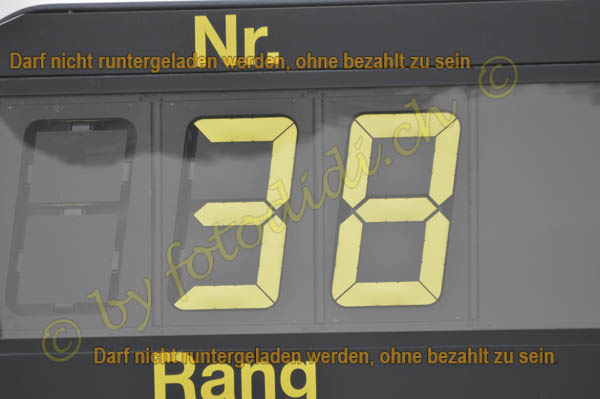 Nr.
Darf nicht runtergeladen werden, ohne bezahlt zu sein
38
© by fotodidi.ch ©
Darf nicht runtergeladen werden, ohne bezahlt zu sein
Rang